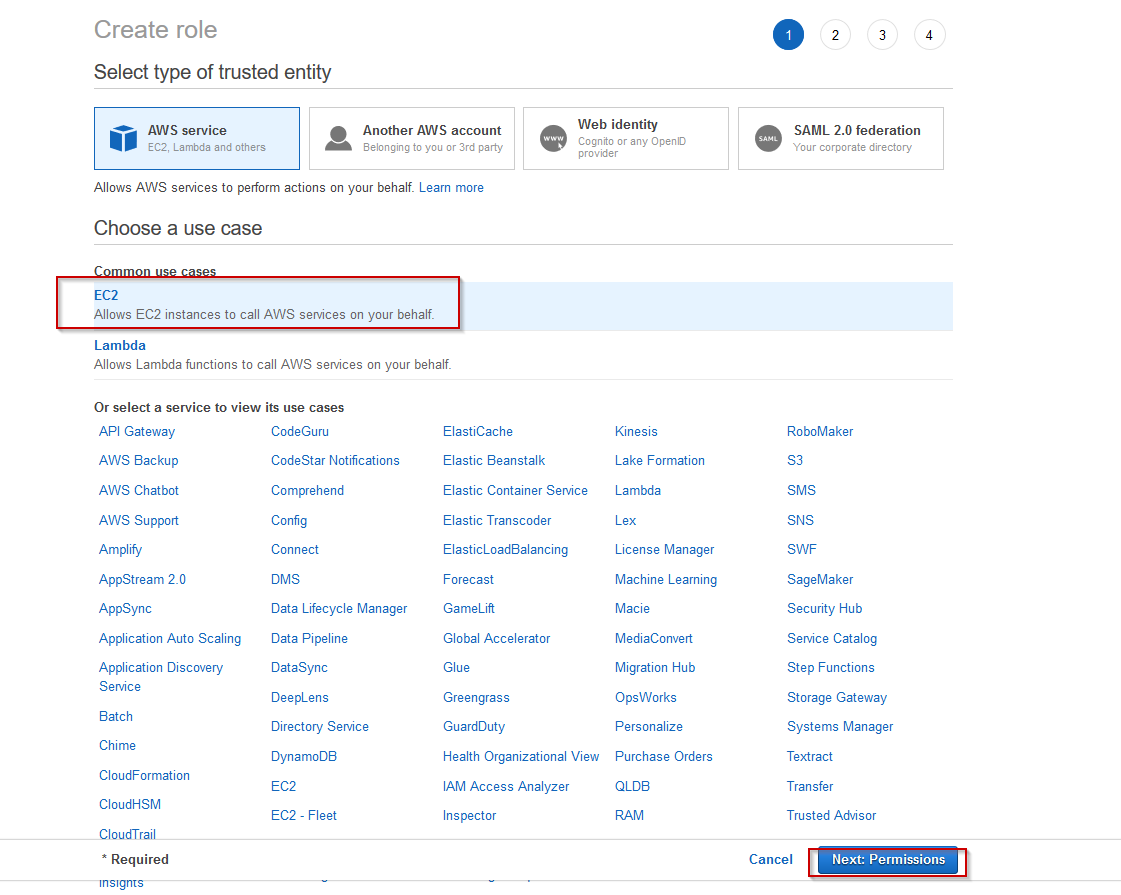 Create role
1 2 3 4
Select type of trusted entity
AWS service
EC2, Lambda and others
Another AWS account
Belonging to you or 3rd party
WWW
Web identity
Cognito or any OpenID
provider
SAML
SAML 2.0 federation
Your corporate directory
Allows AWS services to perform actions on your behalf. Learn more
Choose a use case
Common use cases
EC2
Allows EC2 instances to call AWS services on your behalf.
Lambda
Allows Lambda functions to call AWS services on your behalf.
Or select a service to view its use cases
API Gateway
AWS Backup
AWS Chatbot
AWS Support
Amplify
AppStream 2.0
AppSync
Application Auto Scaling
Application Discovery
Service
Batch
Chime
CloudFormation
CloudHSM
CloudTrail
CodeGuru
CodeStar Notifications
Comprehend
Config
Connect
DMS
Data Lifecycle Manager
Data Pipeline
DataSync
DeepLens
Directory Service
DynamoDB
EC2
EC2 - Fleet
ElastiCache
Elastic Beanstalk
Elastic Container Service
Elastic Transcoder
ElasticLoadBalancing
Forecast
GameLift
Global Accelerator
Glue
Greengrass
GuardDuty
Health Organizational View
IAM Access Analyzer
Inspector
Kinesis
Lake Formation
Lambda
Lex
License Manager
Machine Learning
Macie
MediaConvert
Migration Hub
OpsWorks
Personalize
Purchase Orders
QLDB
RAM
RoboMaker
S3
SMS
SNS
SWF
SageMaker
Security Hub
Service Catalog
Step Functions
Storage Gateway
Systems Manager
Textract
Transfer
Trusted Advisor
* Required
Cancel
Next: Permissions
Insights